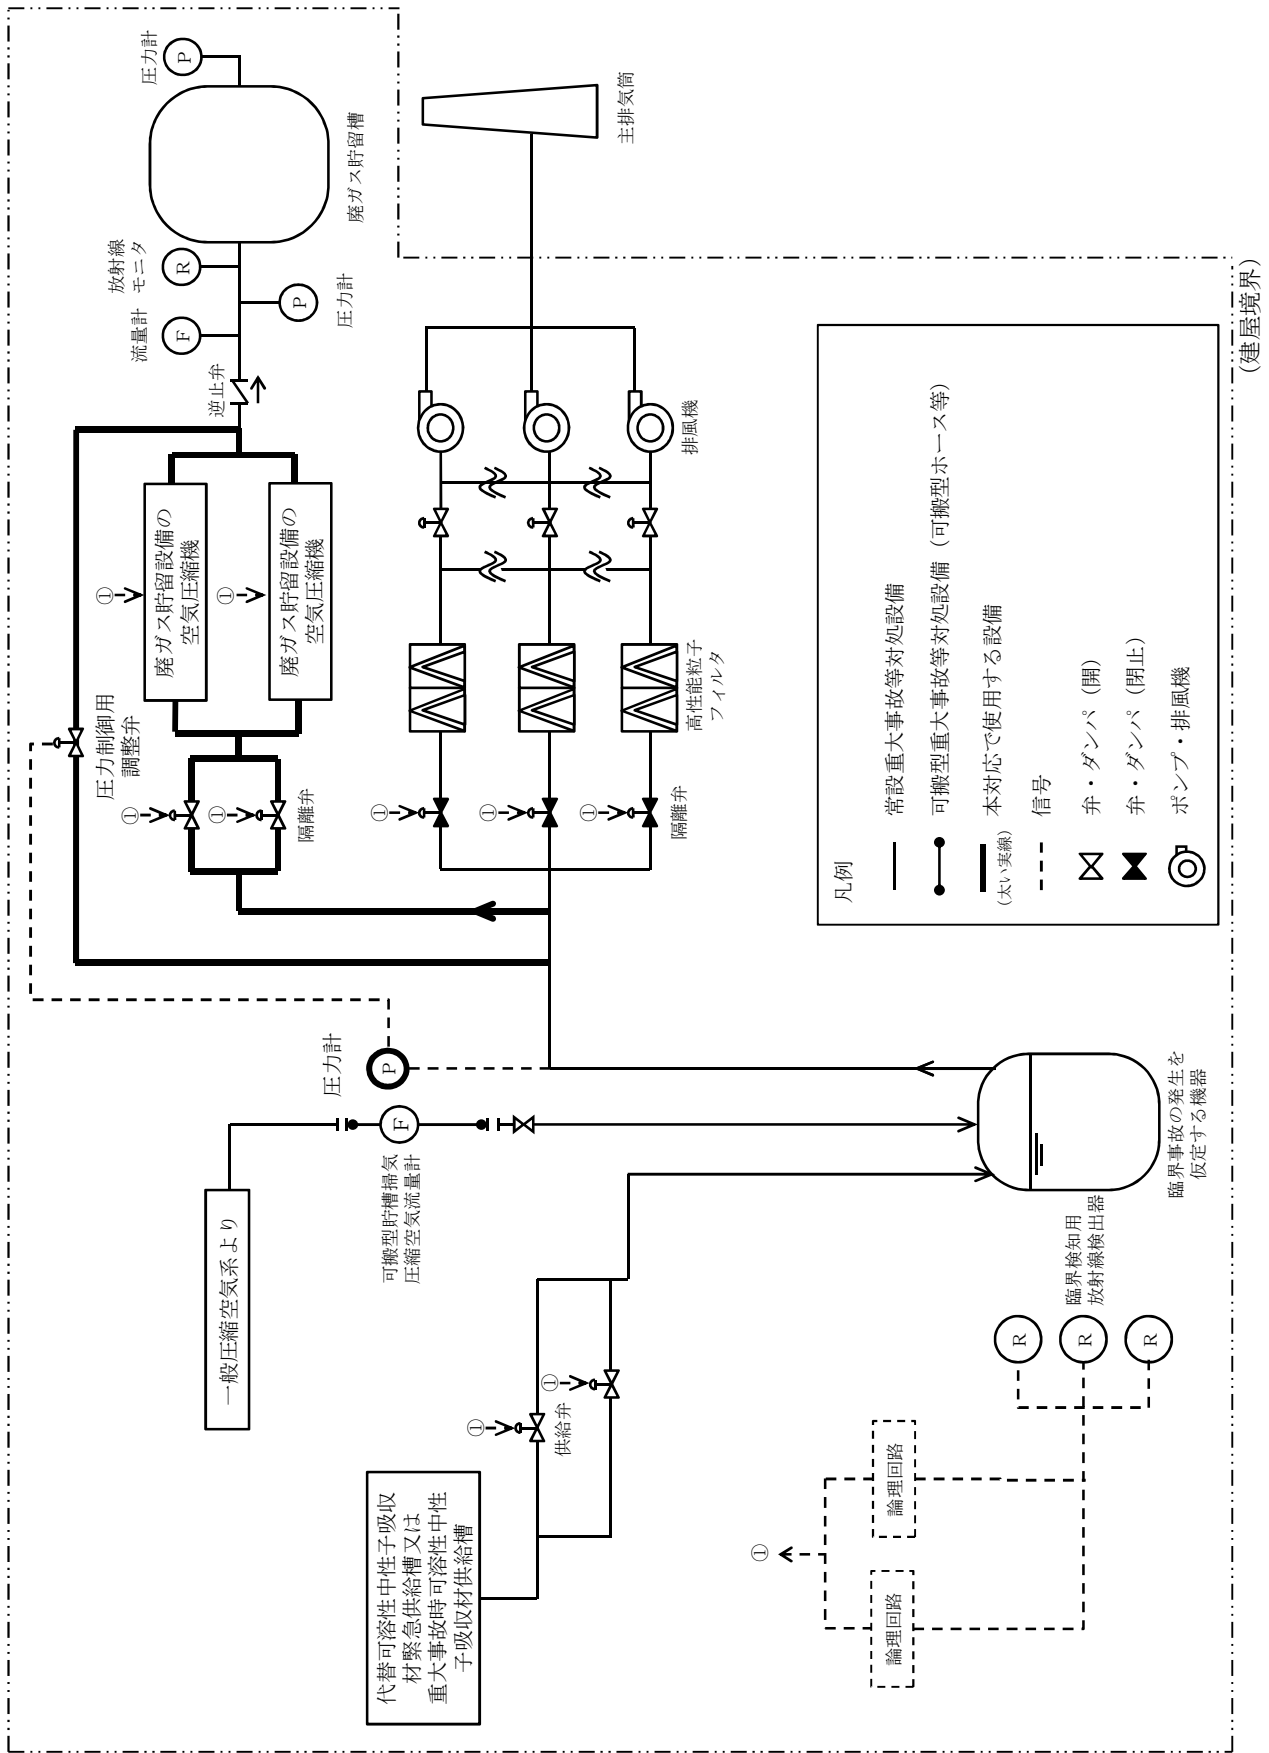 代替可溶性中性子吸収
材緊急供給槽又は
重大事故時可溶性中性
子吸収材供給槽
①
①
供給弁
一般圧縮空気系より
可搬型貯槽掃気
圧縮空気流量計
F
圧力計
P
論理回路
論理回路
①
R
R
R
臨界検知用
放射線検出器
臨界事故の発生を
仮定する機器
圧力制御用
調整弁
①
①
隔離弁
①
①
廃ガス貯留設備の
空気圧縮機
廃ガス貯留設備の
空気圧縮機
逆止弁
流量計
F
放射線
モニタ
R
P
圧力計
廃ガス貯留槽
圧力計
P
①
①
①
隔離弁
高性能粒子
フィルタ
排風機
主排気筒
凡例
常設重大事故等対処設備
可搬型重大事故等対処設備（可搬型ホース等）
本対応で使用する設備
(太い実線)
信号
弁・ダンパ（開）
弁・ダンパ（閉止）
ポンプ・排風機
(建屋境界)